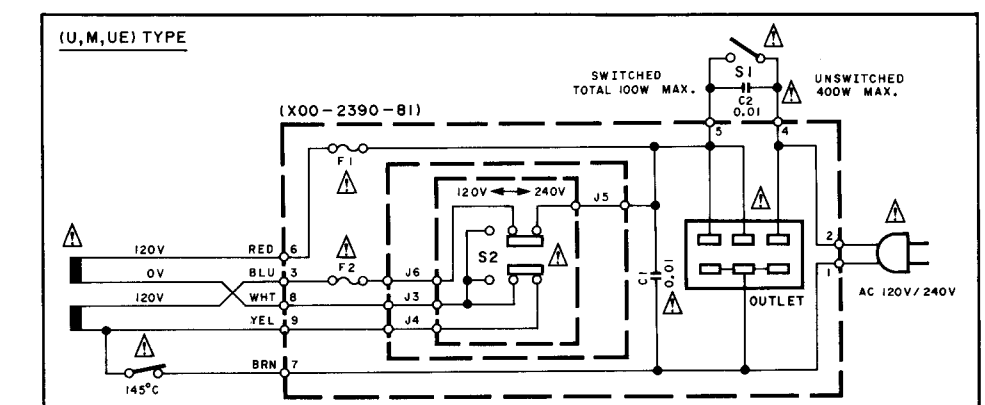 (U,M,UE) TYPE
SWITCHED
TOTAL 100W MAX.
S1
C2
0.01
UNSWITCHED
400W MAX.
(X00-2390-81)
5
4
F1
120V ↔ 240V
J5
S2
120V
RED
6
0V
BLU
3
F2
J6
120V
WHT
8
J3
YEL
9
J4
C1
0.01
OUTLET
2
1
AC 120V/240V
BRN
7
145°C